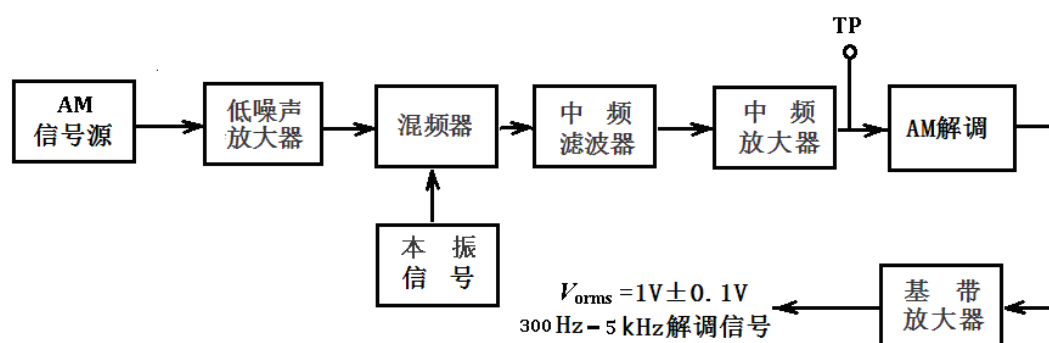 TP
AM
信号源
低噪声
放大器
混频器
中 频
滤波器
中 频
放大器
AM解调
本 振
信 号
Vorms =1V±0.1V
300Hz-5kHz解调信号
基 带
放大器